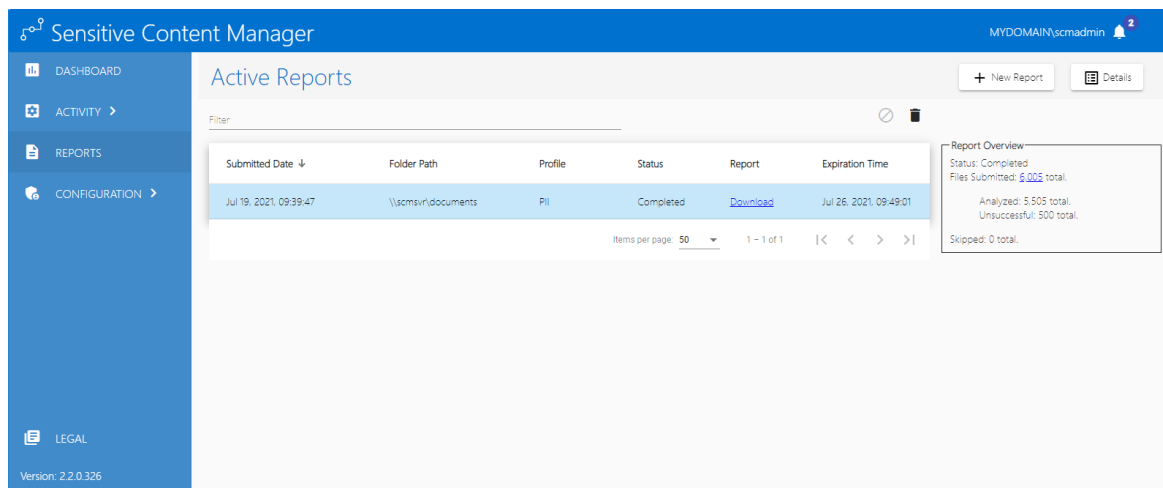 Sensitive Content Manager
MYDOMAIN\scmadmin 2
DASHBOARD
ACTIVITY >
REPORTS
CONFIGURATION >
LEGAL
Version: 2.2.0.326
Active Reports
+ New Report
Details
Filter
Submitted Date ↓ Folder Path Profile Status Report Expiration Time
Jul 19, 2021, 09:39:47 \\scmsvr\documents PII Completed Download Jul 26, 2021, 09:49:01
Items per page: 50 1 – 1 of 1
Report Overview
Status: Completed
Files Submitted: 6,005 total.
Analyzed: 5,505 total.
Unsuccessful: 500 total.
Skipped: 0 total.